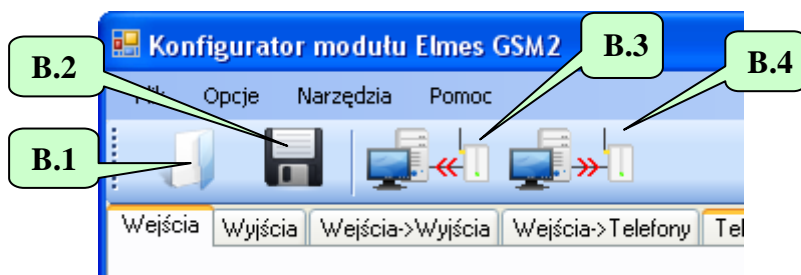 Konfigurator modułu Elmes GSM2
B.3
B.4
B.2
Opcje Narzędzia Pomoc
B.1
Wejścia Wyjścia Wejścia->Wyjścia Wejścia->Telefony